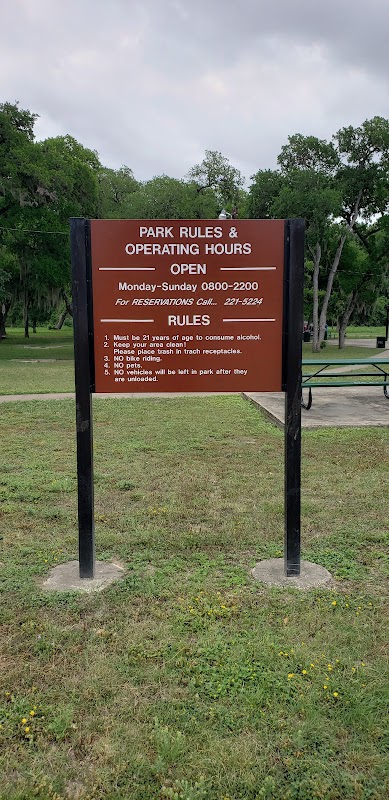 PARK RULES &
OPERATING HOURS
OPEN
Monday-Sunday 0800-2200
For RESERVATIONS Call... 221-5224
RULES
1. Must be 21 years of age to consume alcohol.
2. Keep your area clean!
Please place trash in trach receptacles.
3. NO bike riding.
4. NO pets.
5. NO vehicles will be left in park after they
are unloaded.